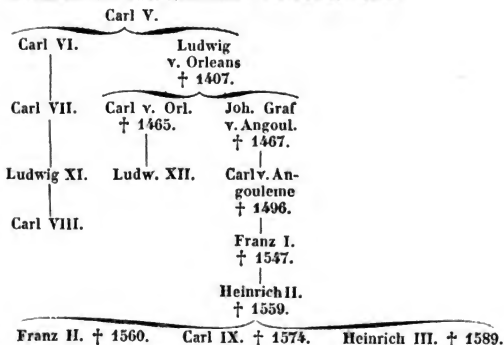 Carl V.
Carl VI. Ludwig
v. Orleans
† 1407.
Carl VII. Carl v. Orl. Joh. Graf
† 1465. v. Angoul.
† 1467.
Ludwig XI. Ludw. XII. Carl v. An-
gouleme
† 1496.
Carl VIII.
Franz I.
† 1547.
Heinrich II.
† 1559.
Franz II. † 1560. Carl IX. † 1574. Heinrich III. † 1589.